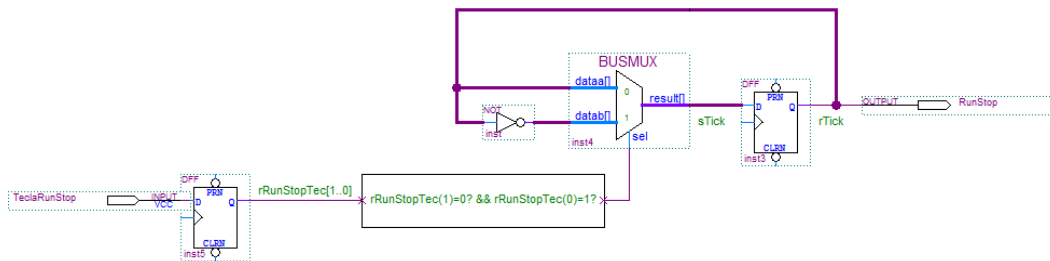 BUSMUX
dataa[]
0
result[]
NOT
datab[]
1
inst
sel
inst4
sTick
DFF
PRN
D
Q
CLRN
inst3
rTick
OUTPUT
RunStop
TeclaRunStop
INPUT
VCC
DFF
PRN
D
Q
CLRN
inst5
rRunStopTec[1..0]
rRunStopTec(1)=0? && rRunStopTec(0)=1?